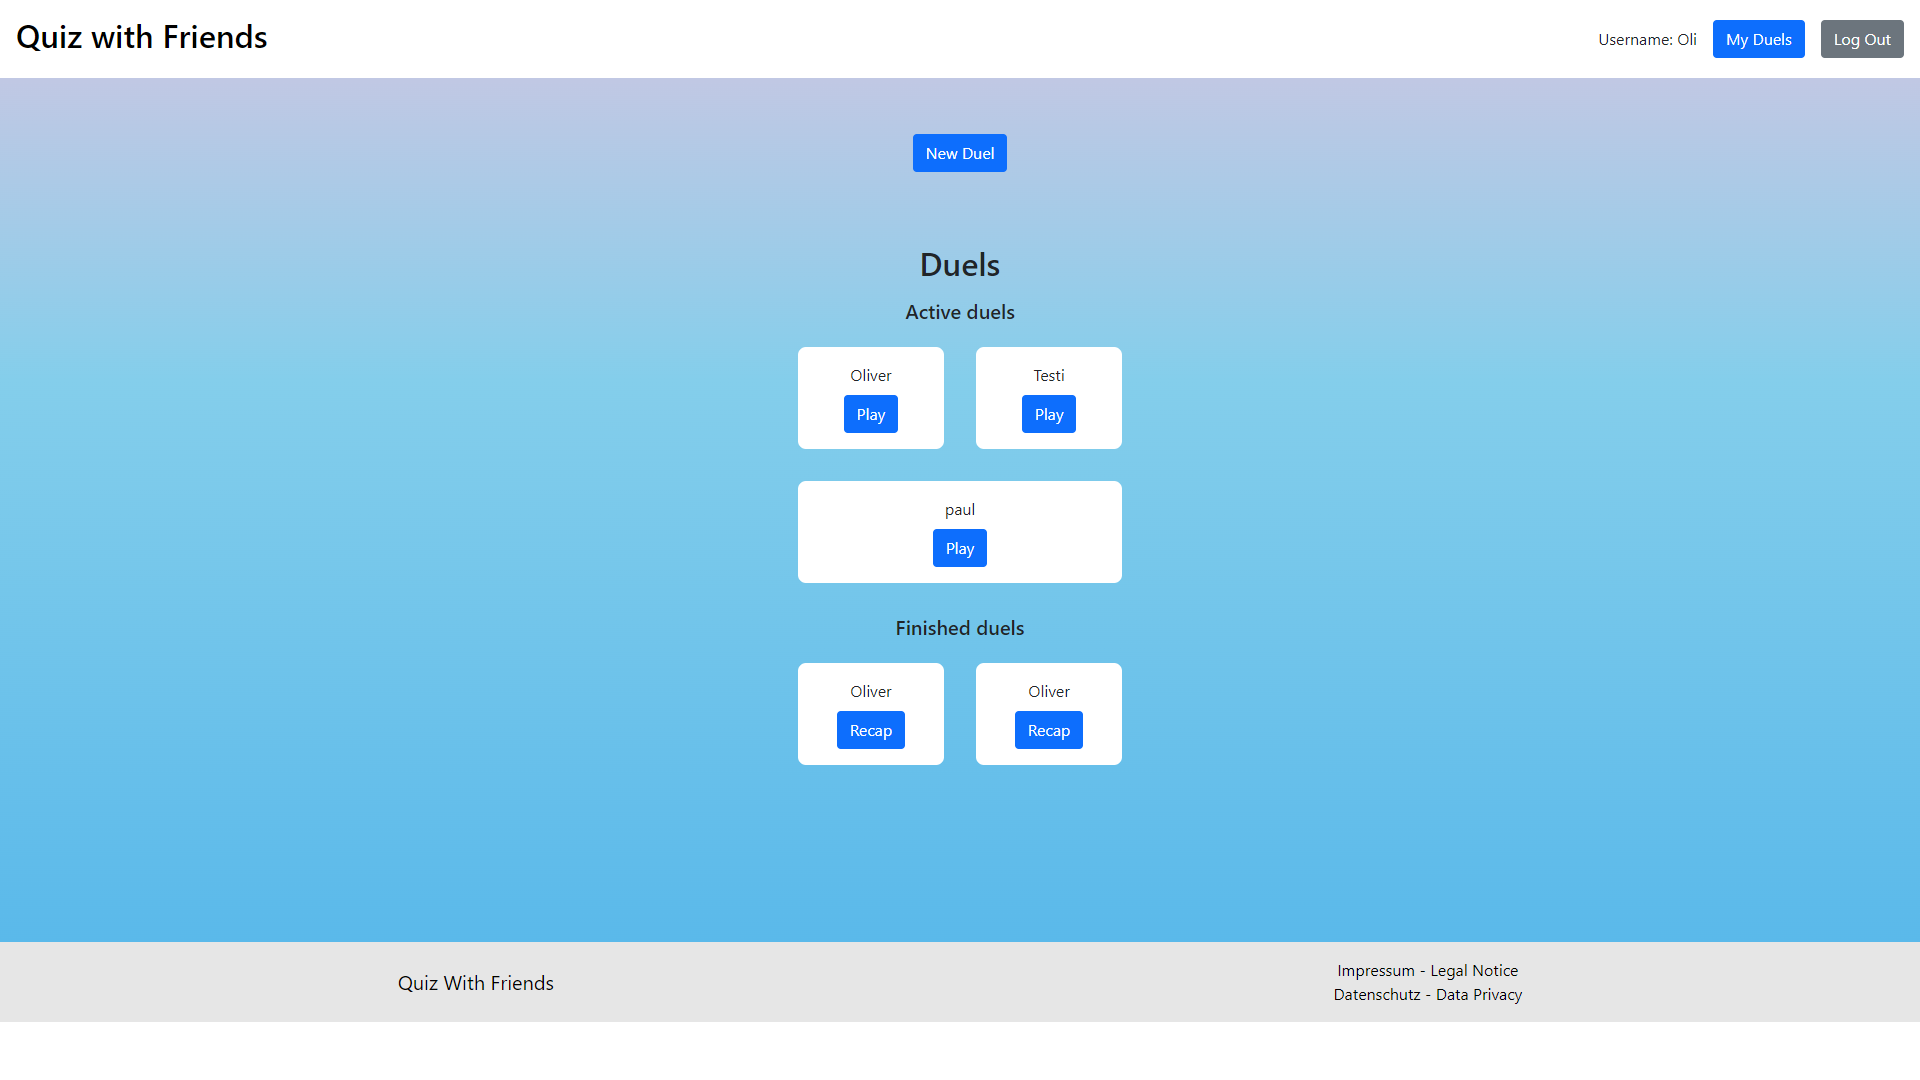 Quiz with Friends
Username: Oli
My Duels
Log Out
New Duel
Duels
Active duels
Oliver
Play
Testi
Play
paul
Play
Finished duels
Oliver
Recap
Oliver
Recap
Quiz With Friends
Impressum - Legal Notice
Datenschutz - Data Privacy